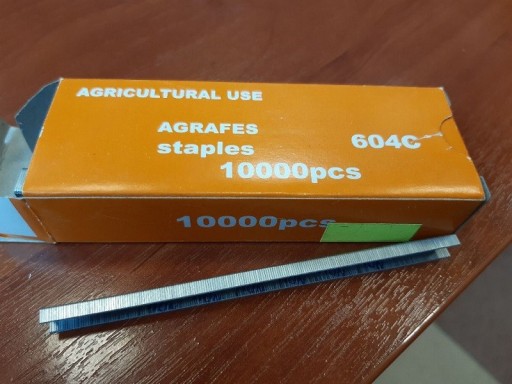 AGRICULTURAL USE
AGRAFES
staples
604C
10000pcs
10000pcs